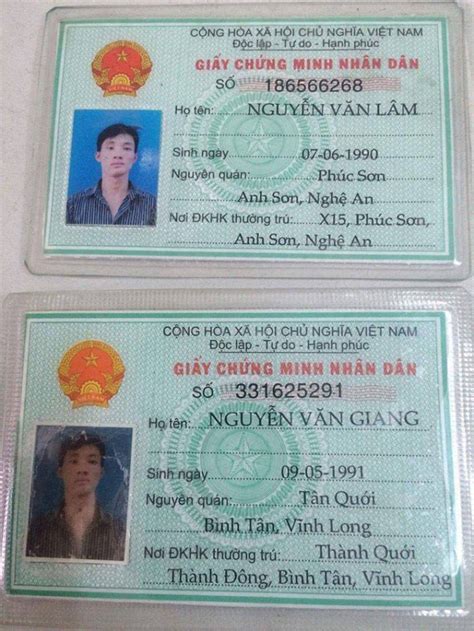 CỘNG HÒA XÃ HỘI CHỦ NGHĨA VIỆT NAM
Độc lập - Tự do - Hạnh phúc
GIẤY CHỨNG MINH NHÂN DÂN
SỐ 186566268
Họ tên: NGUYỄN VĂN LÂM
Sinh ngày 07-06-1990
Nguyên quán: Phúc Sơn
Anh Sơn, Nghệ An
Nơi ĐKHK thường trú: X15, Phúc Sơn,
Anh Sơn, Nghệ An
CỘNG HÒA XÃ HỘI CHỦ NGHĨA VIỆT NAM
Độc lập - Tự do - Hạnh phúc
GIẤY CHỨNG MINH NHÂN DÂN
SỐ 331625291
Họ tên: NGUYỄN VĂN GIANG
Sinh ngày 09-05-1991
Nguyên quán: Tân Quới
Bình Tân, Vĩnh Long
Nơi ĐKHK thường trú: Thành Quới
Thành Đông, Bình Tân, Vĩnh Long